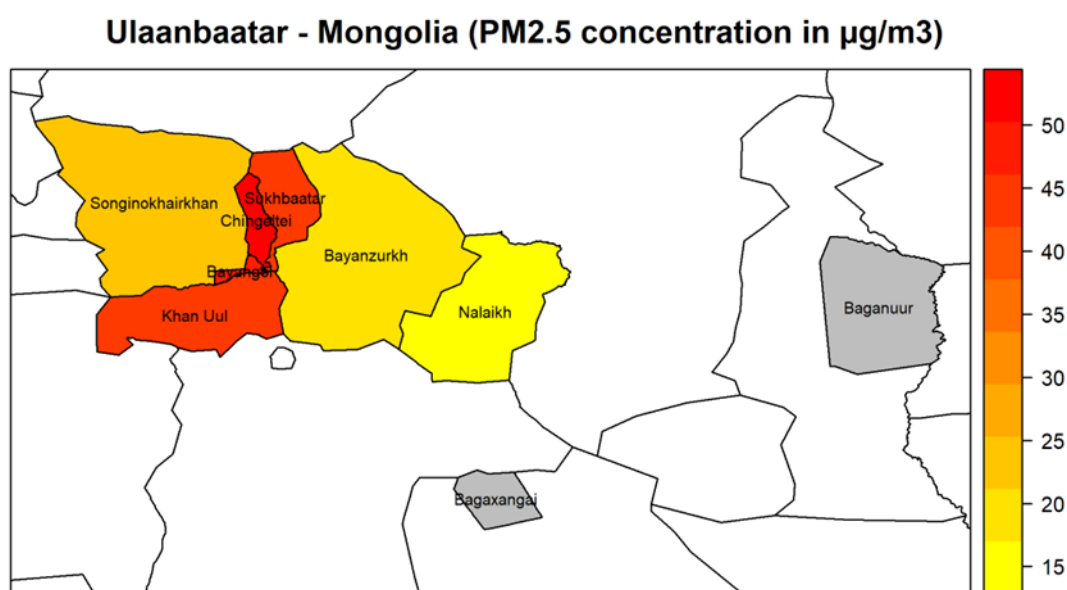 Ulaanbaatar - Mongolia (PM2.5 concentration in µg/m3)
Songinokhairkhan
Sukhbaatar
Chingeltei
Bayanzurkh
Bayangol
Khan Uul
Nalaikh
Baganuur
Bagaxangai
50
45
40
35
30
25
20
15